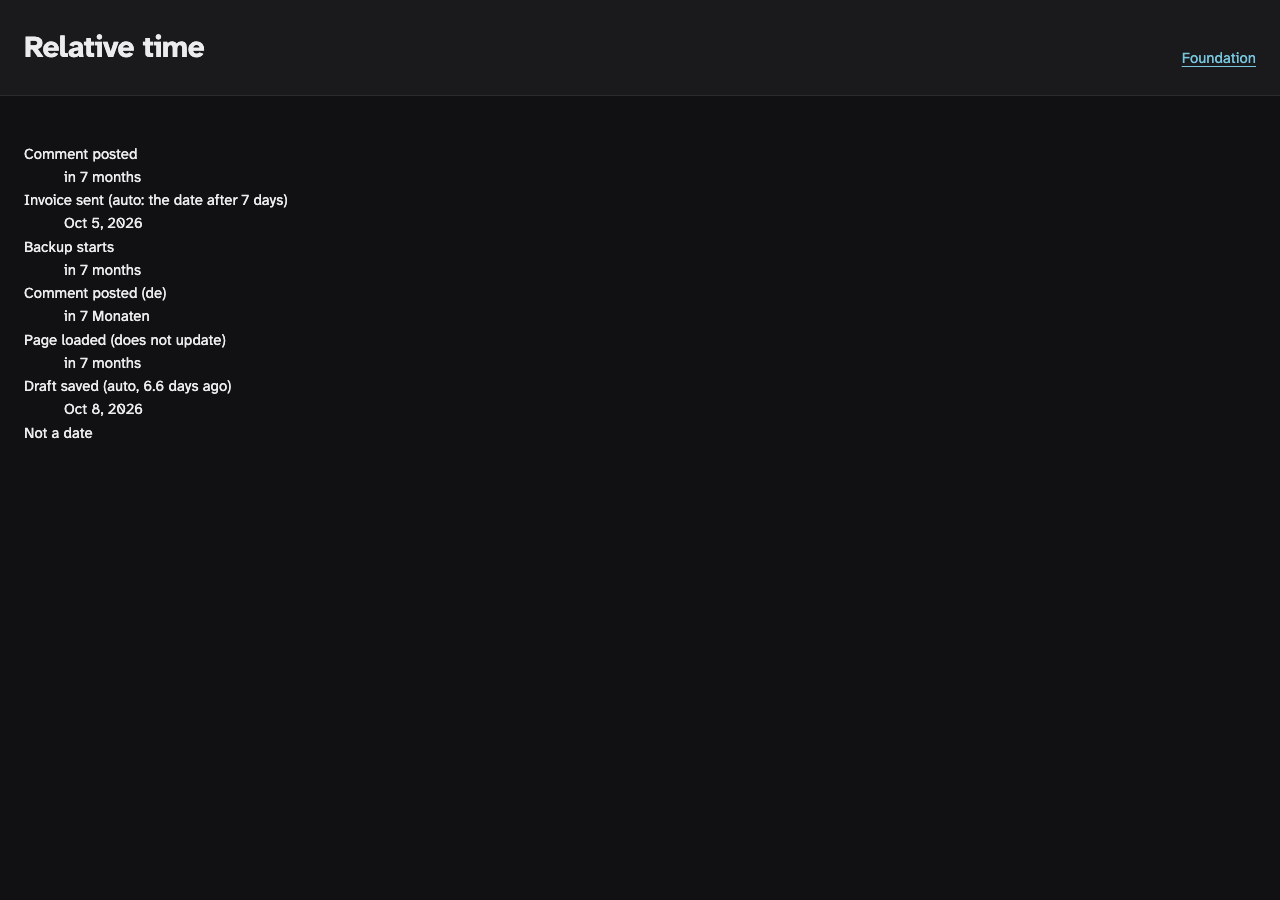 Relative time
Foundation
Comment posted
in 7 months
Invoice sent (auto: the date after 7 days)
Oct 5, 2026
Backup starts
in 7 months
Comment posted (de)
in 7 Monaten
Page loaded (does not update)
in 7 months
Draft saved (auto, 6.6 days ago)
Oct 8, 2026
Not a date